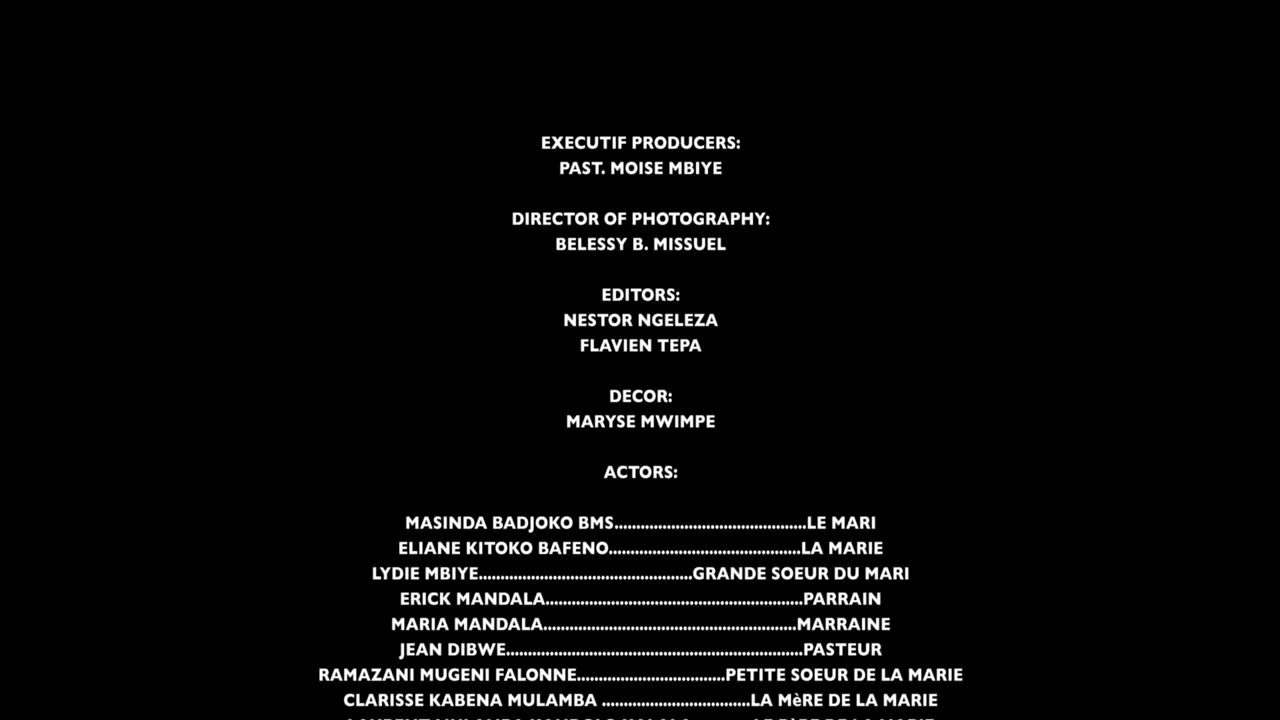 EXECUTIF PRODUCERS:
PAST. MOISE MBIYE
DIRECTOR OF PHOTOGRAPHY:
BELESSY B. MISSUEL
EDITORS:
NESTOR NGELEZA
FLAVIEN TEPA
DECOR:
MARYSE MWIMPE
ACTORS:
MASINDA BADJOKO BMS............................................LE MARI
ELIANE KITOKO BAFENO............................................LA MARIE
LYDIE MBIYE.................................................GRANDE SOEUR DU MARI
ERICK MANDALA...........................................................PARRAIN
MARIA MANDALA..........................................................MARRAINE
JEAN DIBWE....................................................................PASTEUR
RAMAZANI MUGENI FALONNE..................................PETITE SOEUR DE LA MARIE
CLARISSE KABENA MULAMBA ..................................LA MèRE DE LA MARIE